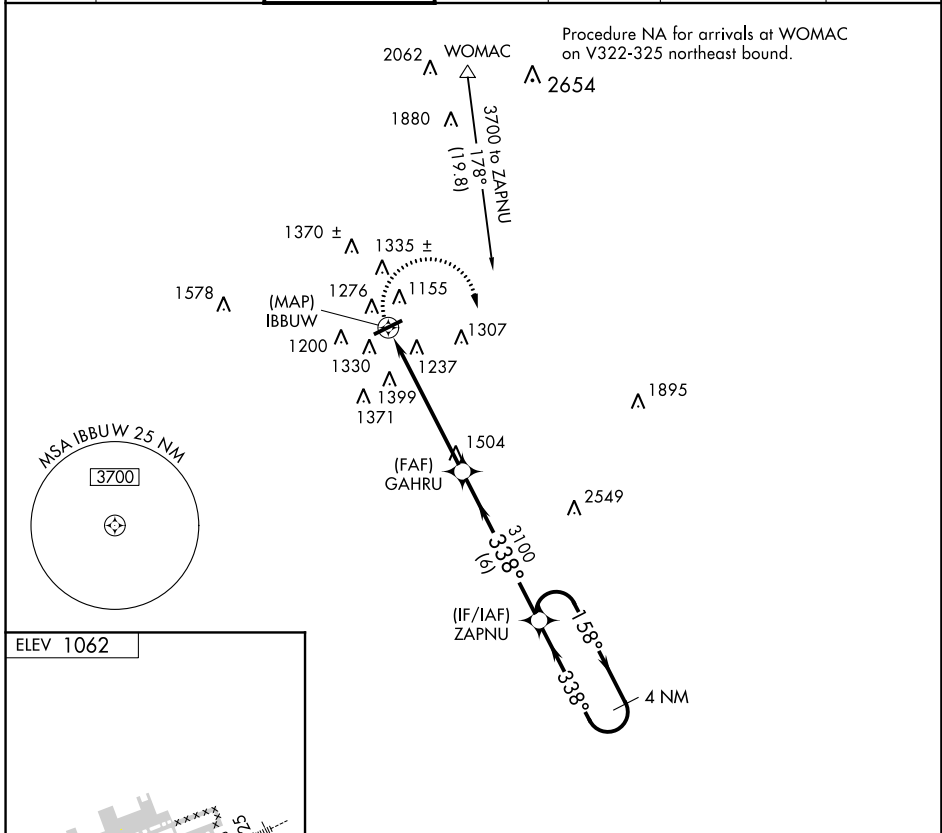 Procedure NA for arrivals at WOMAC
on V322-325 northeast bound.
2062
WOMAC
2654
1880
3700 to ZAPNU
178°
(19.8)
1370 ±
1335 ±
1578
1276
1155
(MAP)
IBBUW
1307
1200
1330
1237
1399
1371
1895
MSA IBBUW 25 NM
3700
1504
(FAF)
GAHRU
2549
3100
338°
(6)
(IF/IAF)
ZAPNU
158°
338°
4 NM
ELEV 1062
25